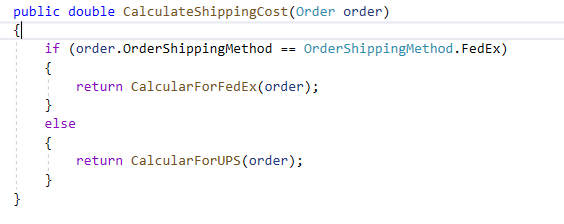 public double CalculateShippingCost(Order order)
{
    if (order.OrderShippingMethod == OrderShippingMethod.FedEx)
    {
        return CalcularForFedEx(order);
    }
    else
    {
        return CalcularForUPS(order);
    }
}